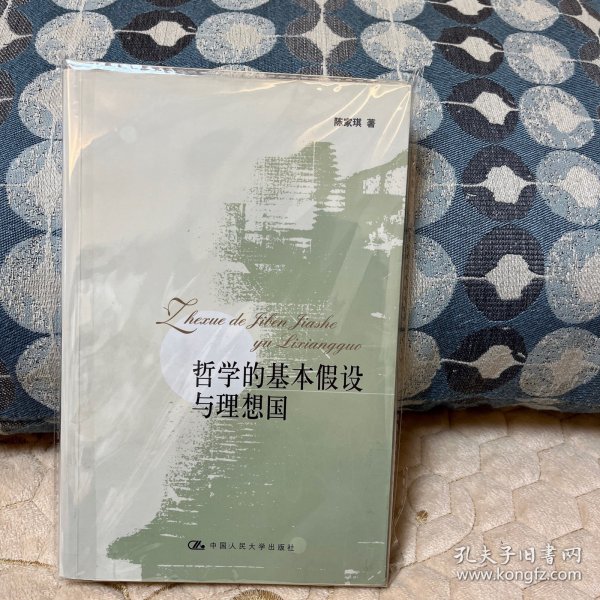 陈家琪 著
Zhexue de Jiben Jiashe
yu Lixiangguo
哲学的基本假设
与理想国
中国人民大学出版社
孔夫子旧书网
www.kongfz.com